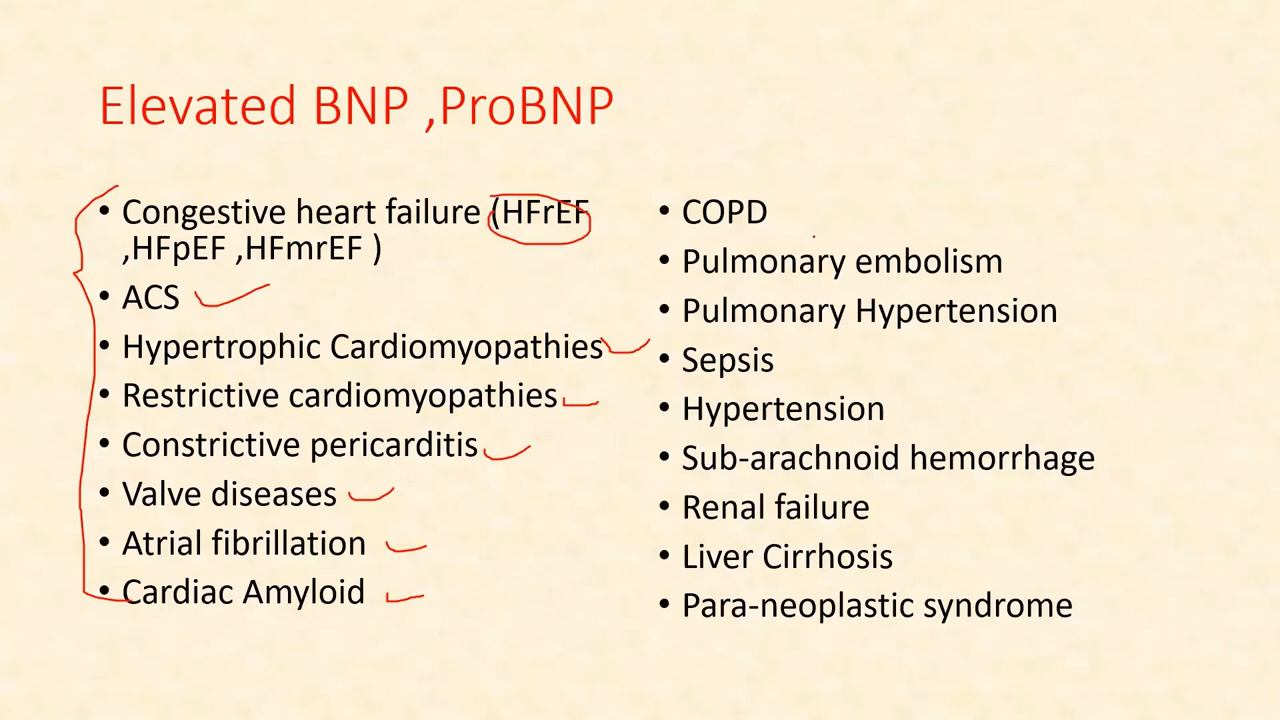 Elevated BNP ,ProBNP
• Congestive heart failure (HFrEF
,HFpEF ,HFmrEF )
• ACS
• Hypertrophic Cardiomyopathies
• Restrictive cardiomyopathies
• Constrictive pericarditis
• Valve diseases
• Atrial fibrillation
• Cardiac Amyloid
• COPD
• Pulmonary embolism
• Pulmonary Hypertension
• Sepsis
• Hypertension
• Sub-arachnoid hemorrhage
• Renal failure
• Liver Cirrhosis
• Para-neoplastic syndrome